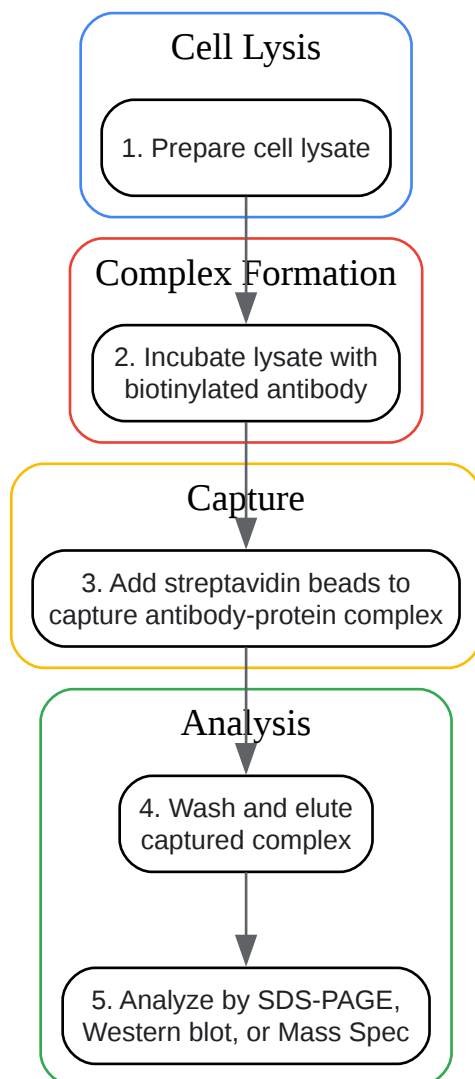 Cell Lysis
1. Prepare cell lysate
Complex Formation
2. Incubate lysate with
biotinylated antibody
Capture
3. Add streptavidin beads to
capture antibody-protein complex
Analysis
4. Wash and elute
captured complex
5. Analyze by SDS-PAGE,
Western blot, or Mass Spec